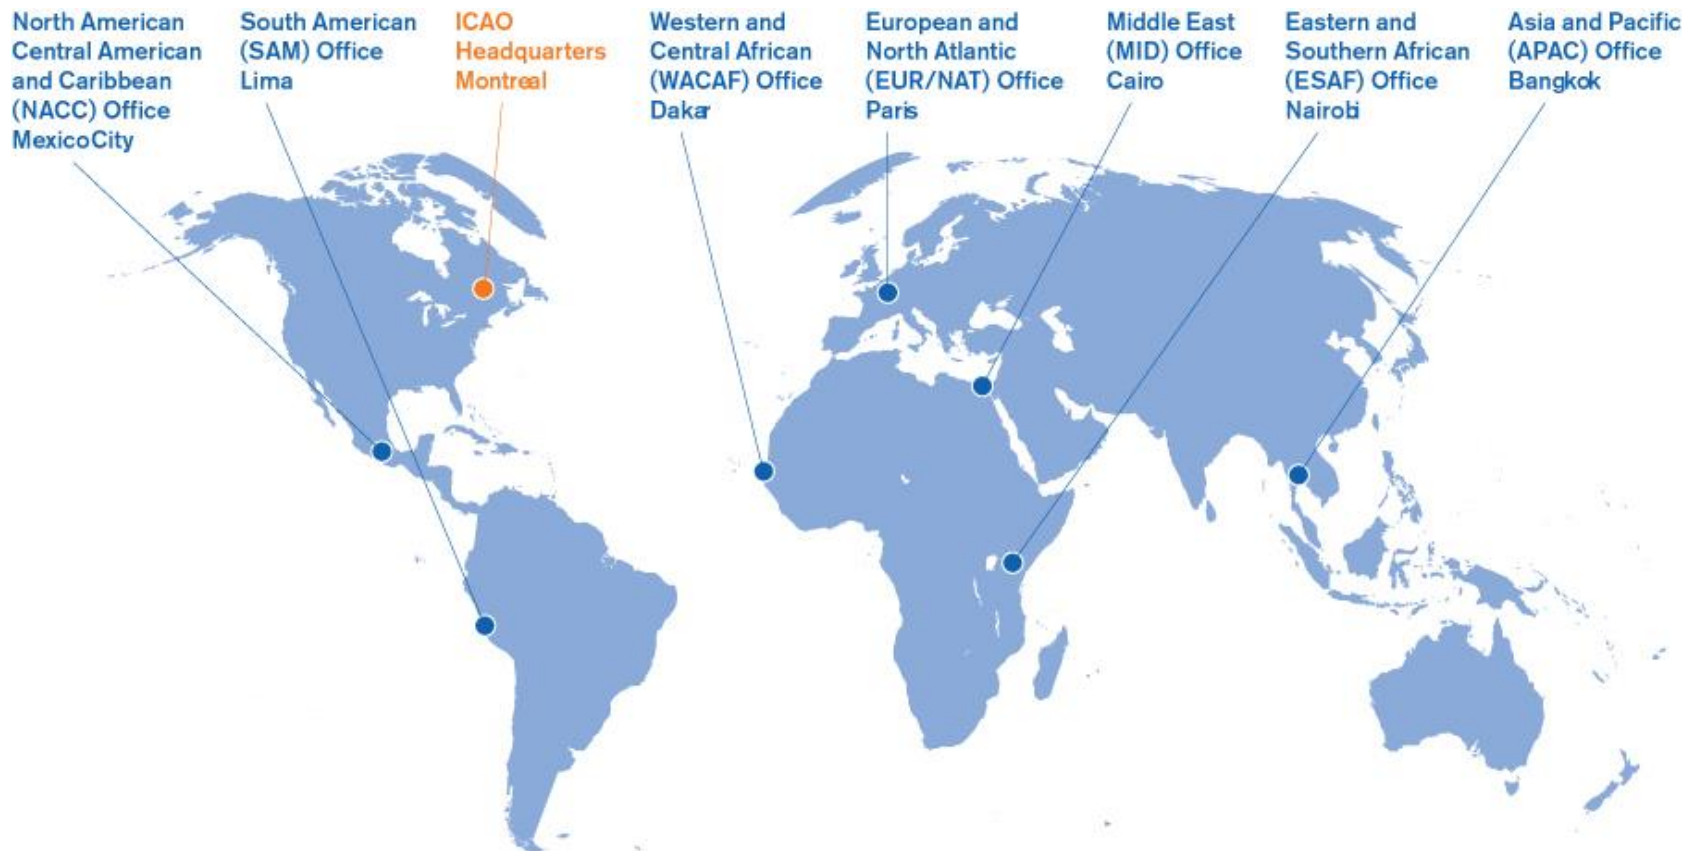 North American
Central American
and Caribbean
(NACC) Office
MexicoCity
South American
(SAM) Office
Lima
ICAO
Headquarters
Montreal
Western and
Central African
(WACAF) Office
Dakar
European and
North Atlantic
(EUR/NAT) Office
Paris
Middle East
(MID) Office
Cairo
Eastern and
Southern African
(ESAF) Office
Nairobi
Asia and Pacific
(APAC) Office
Bangkok